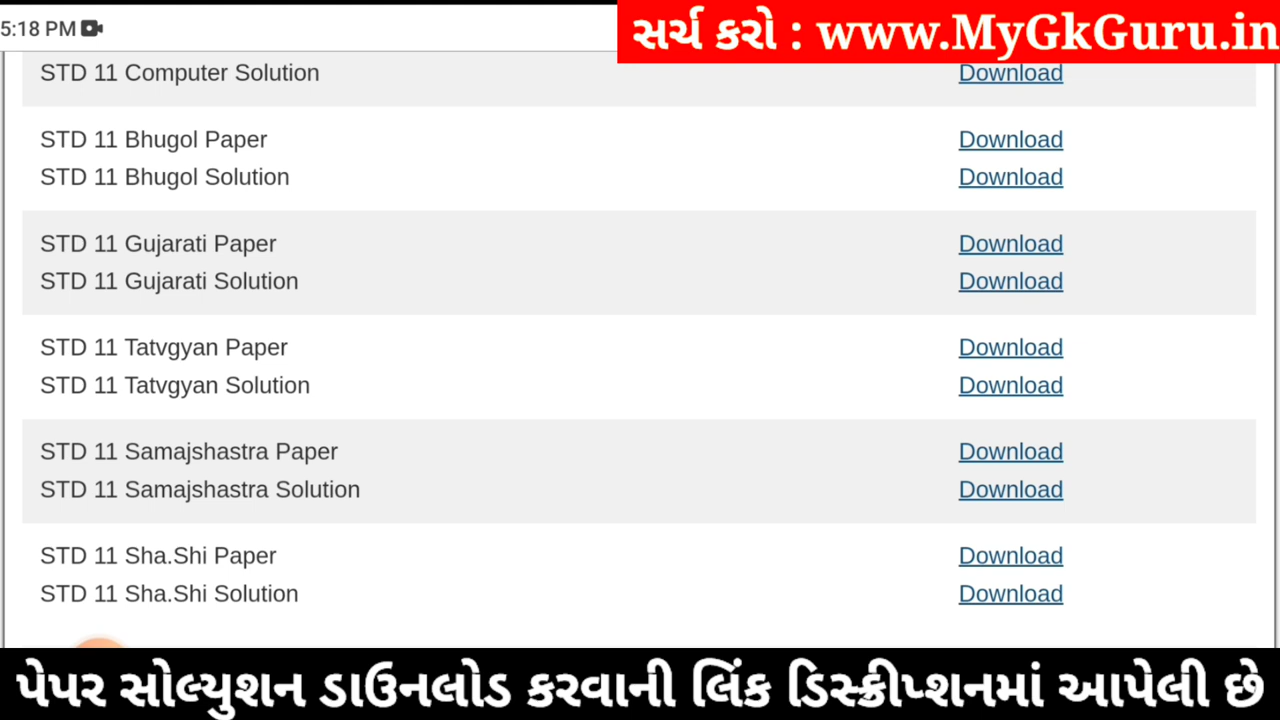 5:18 PM
સર્ચ કરો : www.MyGkGuru.in
STD 11 Computer Solution Download
STD 11 Bhugol Paper Download
STD 11 Bhugol Solution Download
STD 11 Gujarati Paper Download
STD 11 Gujarati Solution Download
STD 11 Tatvgyan Paper Download
STD 11 Tatvgyan Solution Download
STD 11 Samajshastra Paper Download
STD 11 Samajshastra Solution Download
STD 11 Sha.Shi Paper Download
STD 11 Sha.Shi Solution Download
પેપર સોલ્યુશન ડાઉનલોડ કરવાની લિંક ડિસ્ક્રીપ્શનમાં આપેલી છે